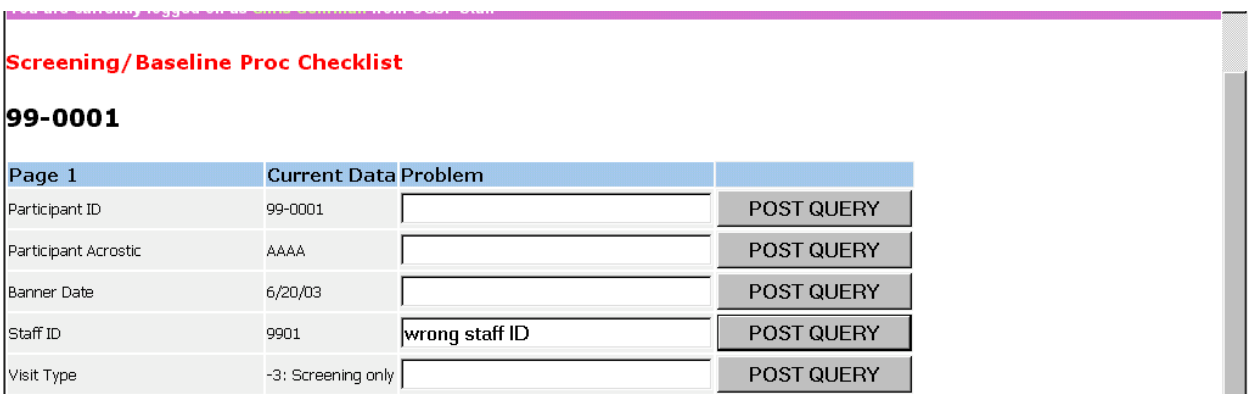 Screening/Baseline Proc Checklist
99-0001
Page 1 Current Data Problem
Participant ID 99-0001 POST QUERY
Participant Acrostic AAAA POST QUERY
Banner Date 6/20/03 POST QUERY
Staff ID 9901 wrong staff ID POST QUERY
Visit Type -3: Screening only POST QUERY